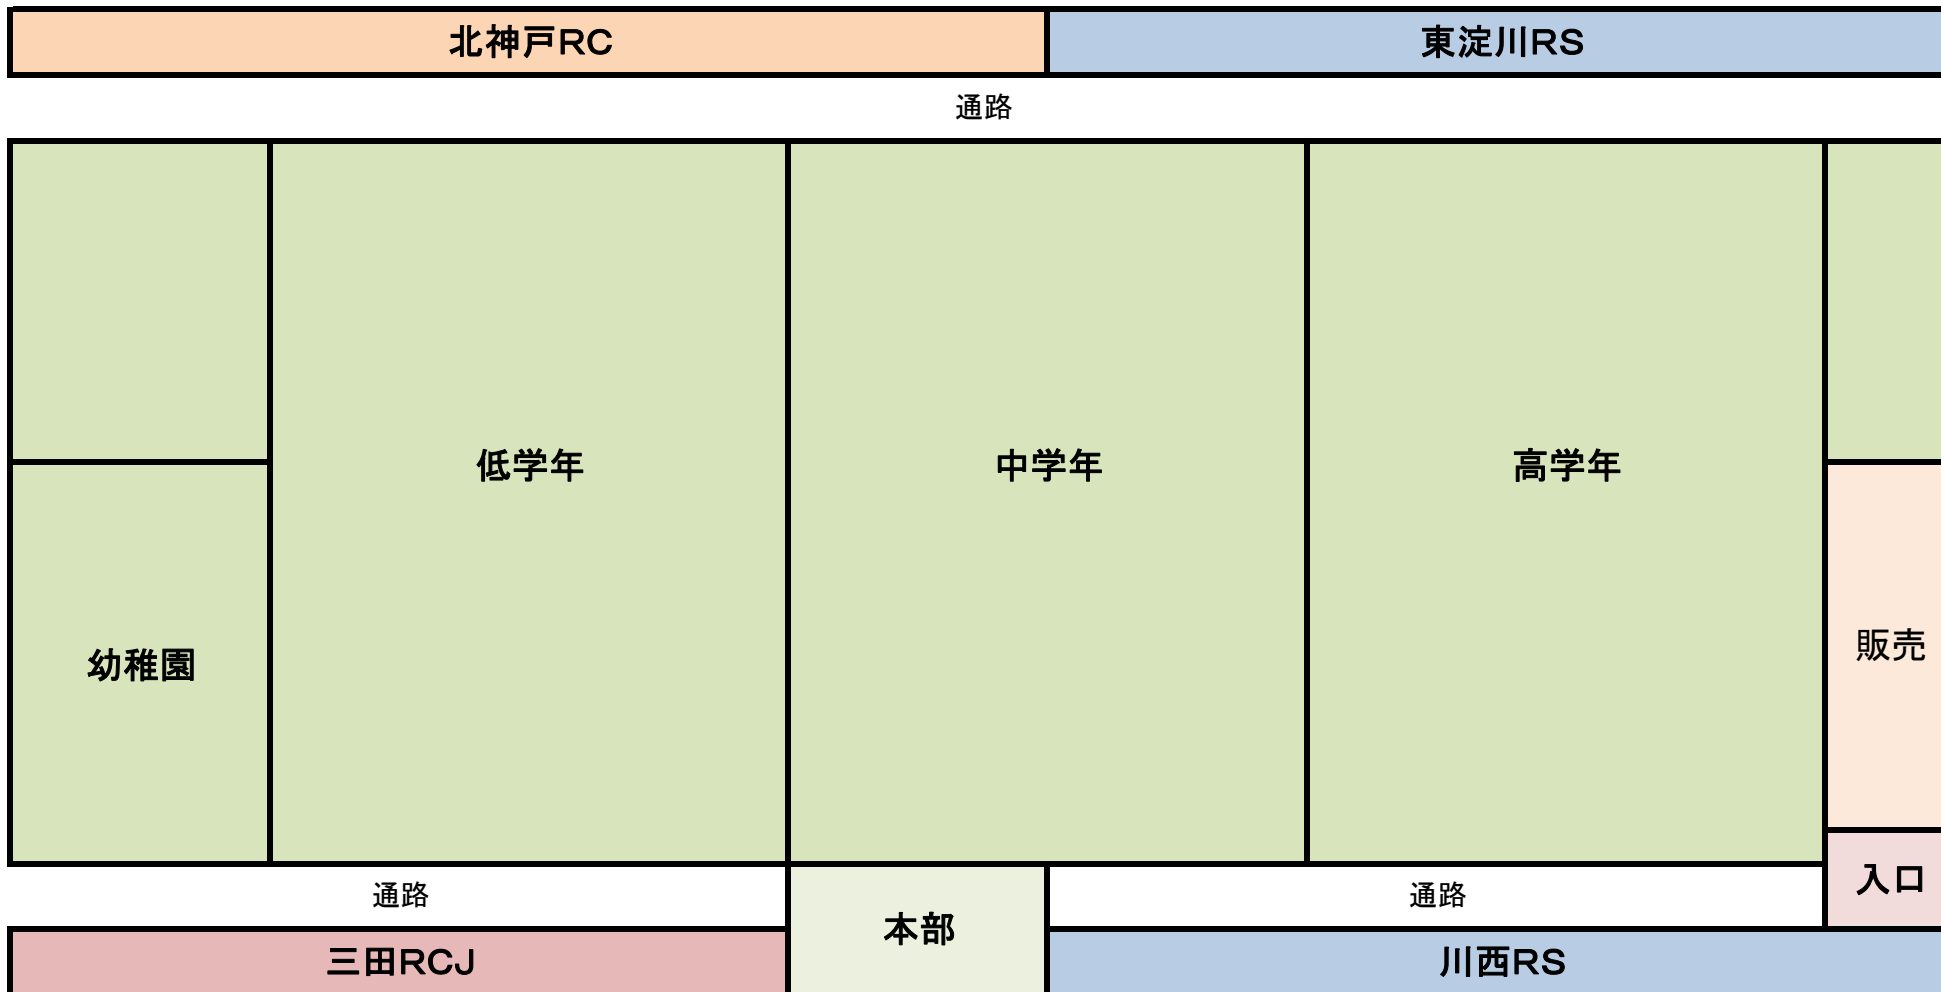 北神戸RC
東淀川RS
通路
低学年
中学年
高学年
幼稚園
販売
入口
通路
本部
通路
三田RCJ
川西RS